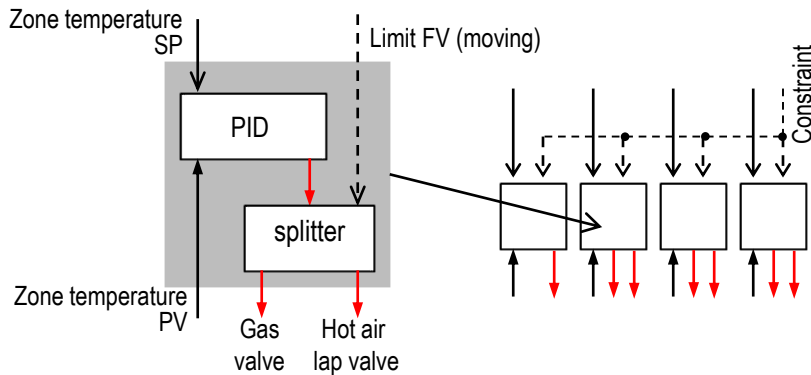 Zone temperature
SP
Limit FV (moving)
PID
splitter
Zone temperature
PV
Gas
valve
Hot air
lap valve
Constraint